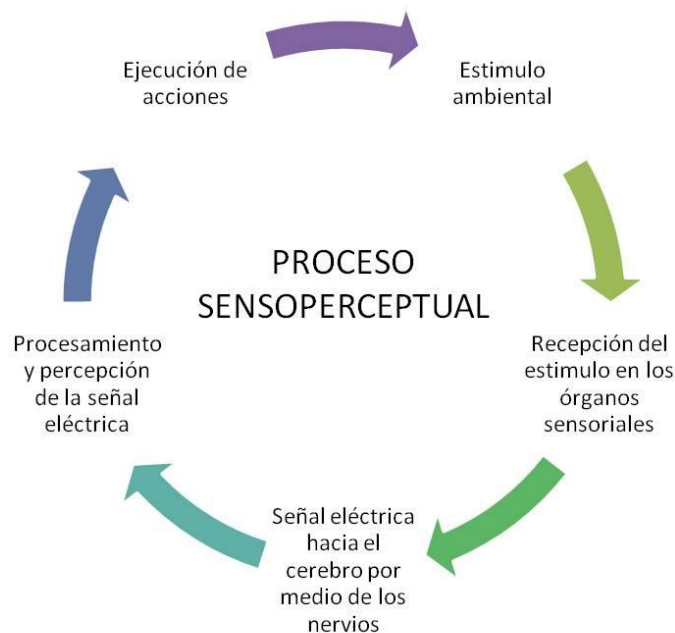 Ejecución de
acciones
Estimulo
ambiental
PROCESO
SENSOPERCEPTUAL
Recepción del
estimulo en los
órganos
sensoriales
Señal eléctrica
hacia el
cerebro por
medio de los
nervios
Procesamiento
y percepción
de la señal
eléctrica